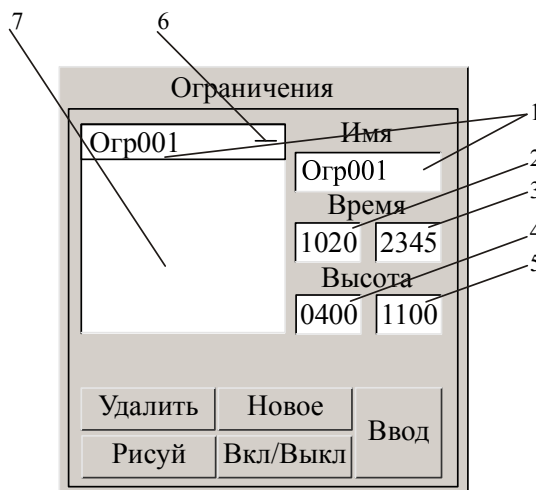 7
6
Ограничения
1
Огр001
Имя
Огр001
2
Время
3
1020
2345
4
Высота
5
0400
1100
Удалить
Новое
Ввод
Рисуй
Вкл/Выкл